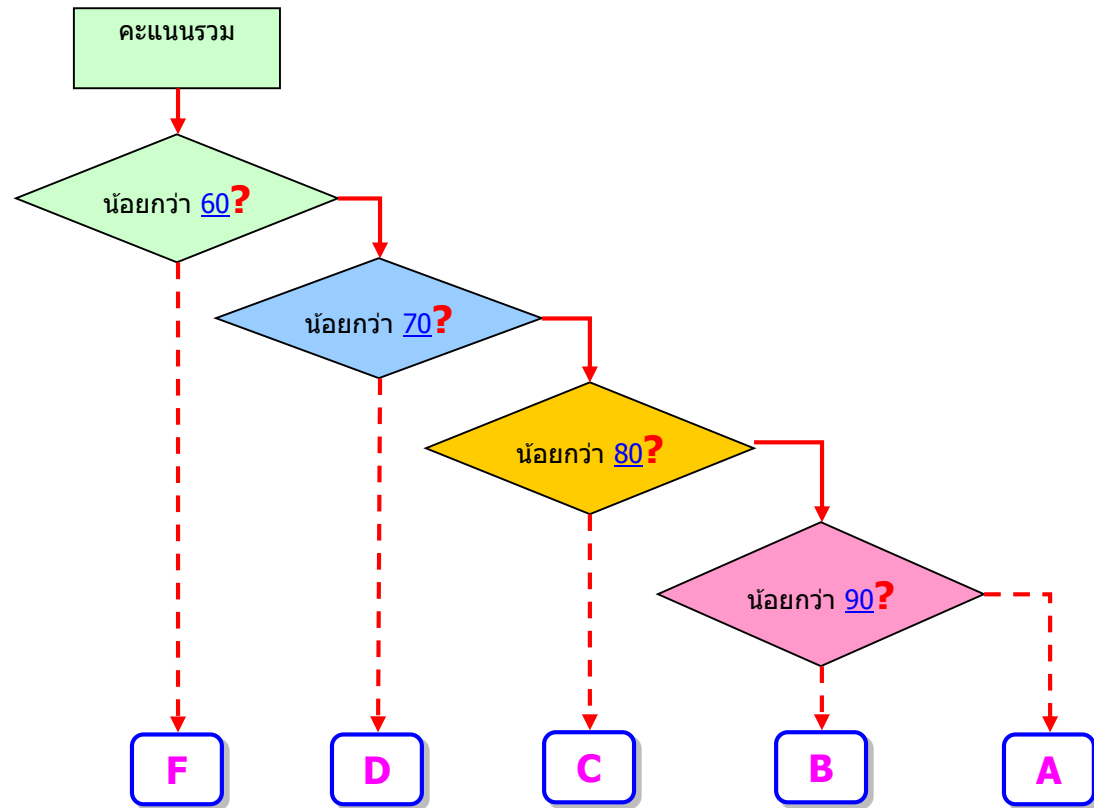 คะแนนรวม
น้อยกว่า 60?
น้อยกว่า 70?
น้อยกว่า 80?
น้อยกว่า 90?
F
D
C
B
A